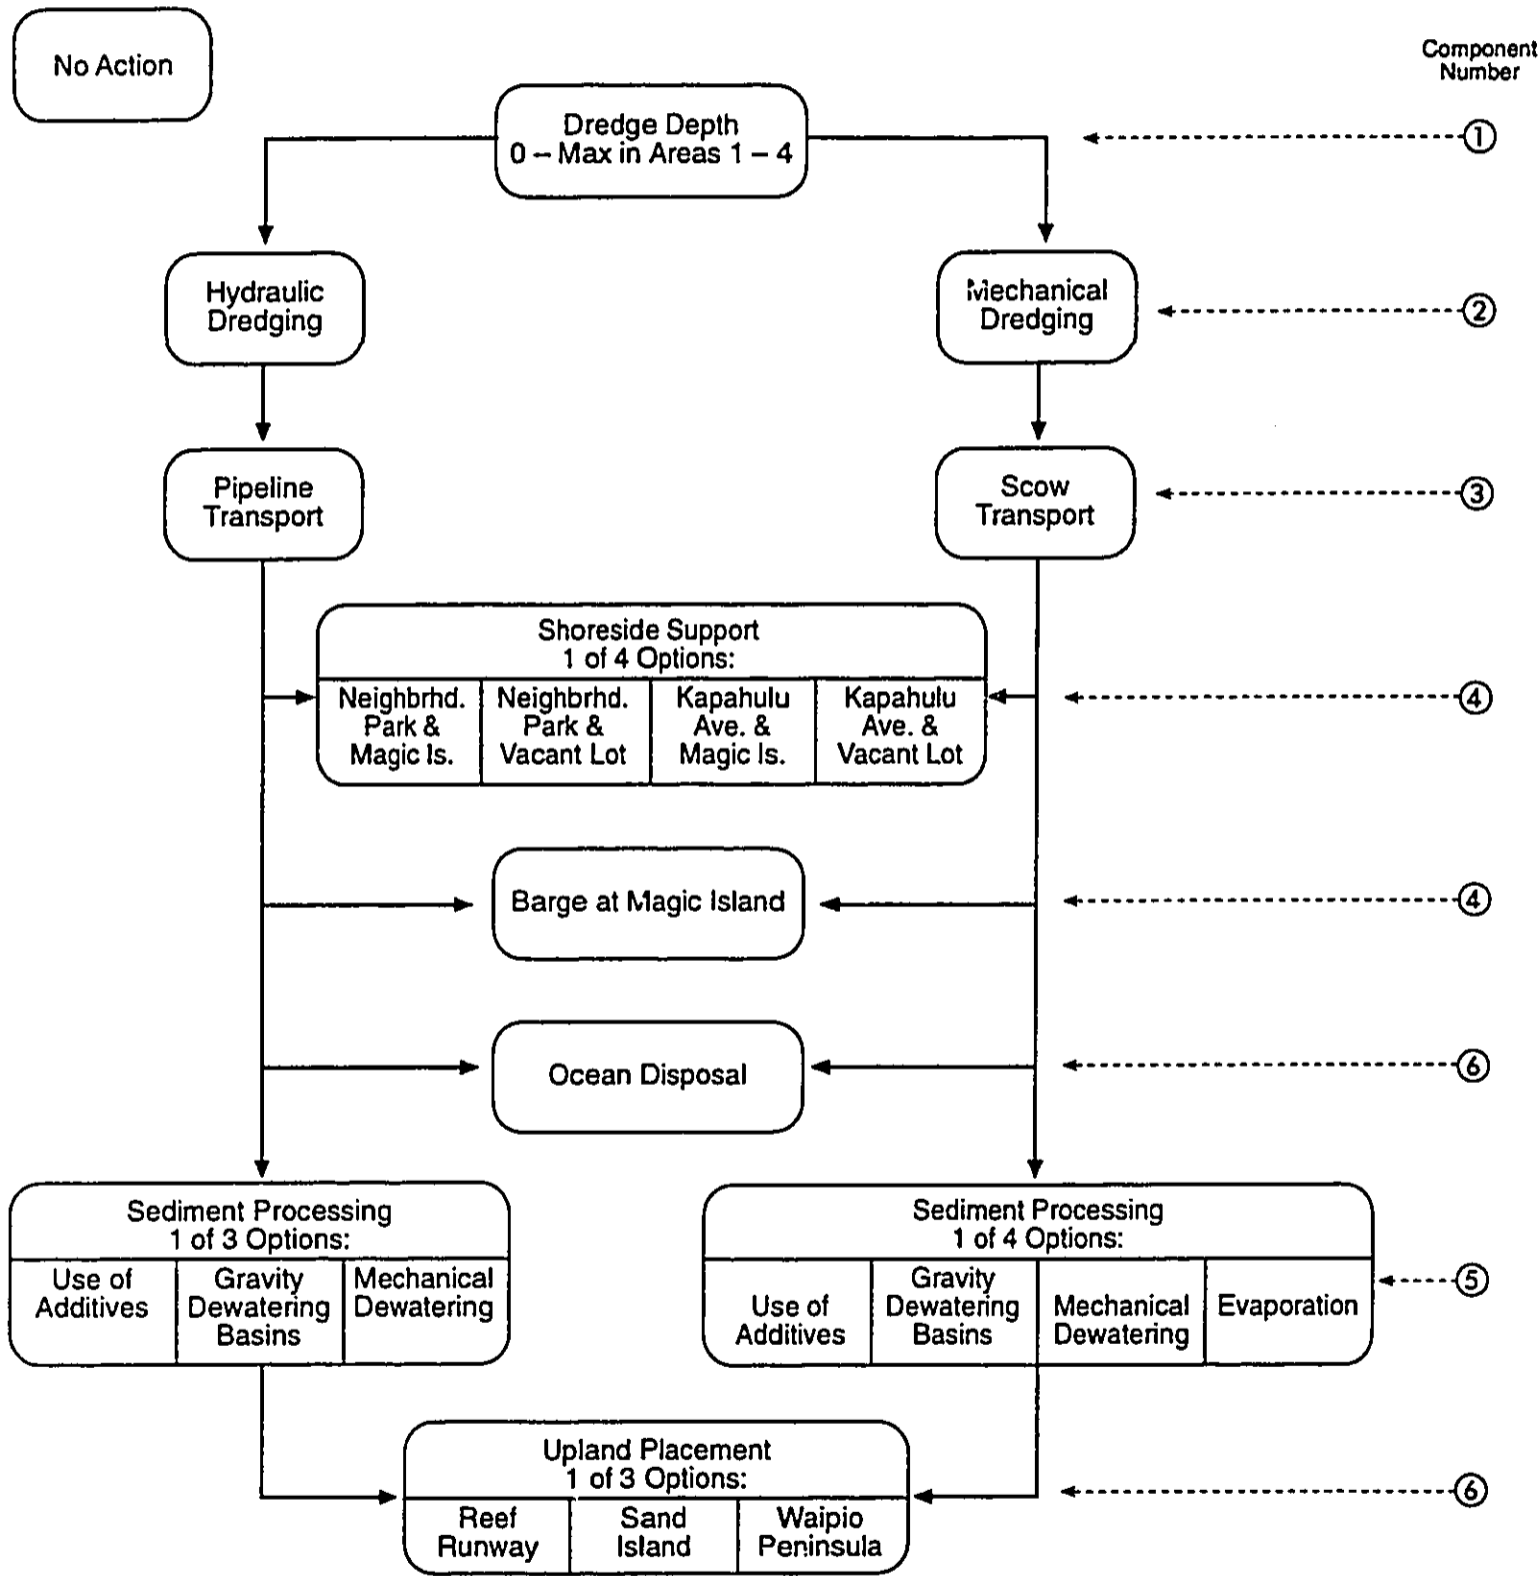 No Action
Component
Number
Dredge Depth
0 – Max in Areas 1 – 4
1
Hydraulic
Dredging
Mechanical
Dredging
2
Pipeline
Transport
Scow
Transport
3
Shoreside Support
1 of 4 Options:
Neighbrhd.
Park &
Magic Is.
Neighbrhd.
Park &
Vacant Lot
Kapahulu
Ave. &
Magic Is.
Kapahulu
Ave. &
Vacant Lot
4
Barge at Magic Island
4
Ocean Disposal
6
Sediment Processing
1 of 3 Options:
Use of
Additives
Gravity
Dewatering
Basins
Mechanical
Dewatering
Sediment Processing
1 of 4 Options:
Use of
Additives
Gravity
Dewatering
Basins
Mechanical
Dewatering
Evaporation
5
Upland Placement
1 of 3 Options:
Reef
Runway
Sand
Island
Waipio
Peninsula
6